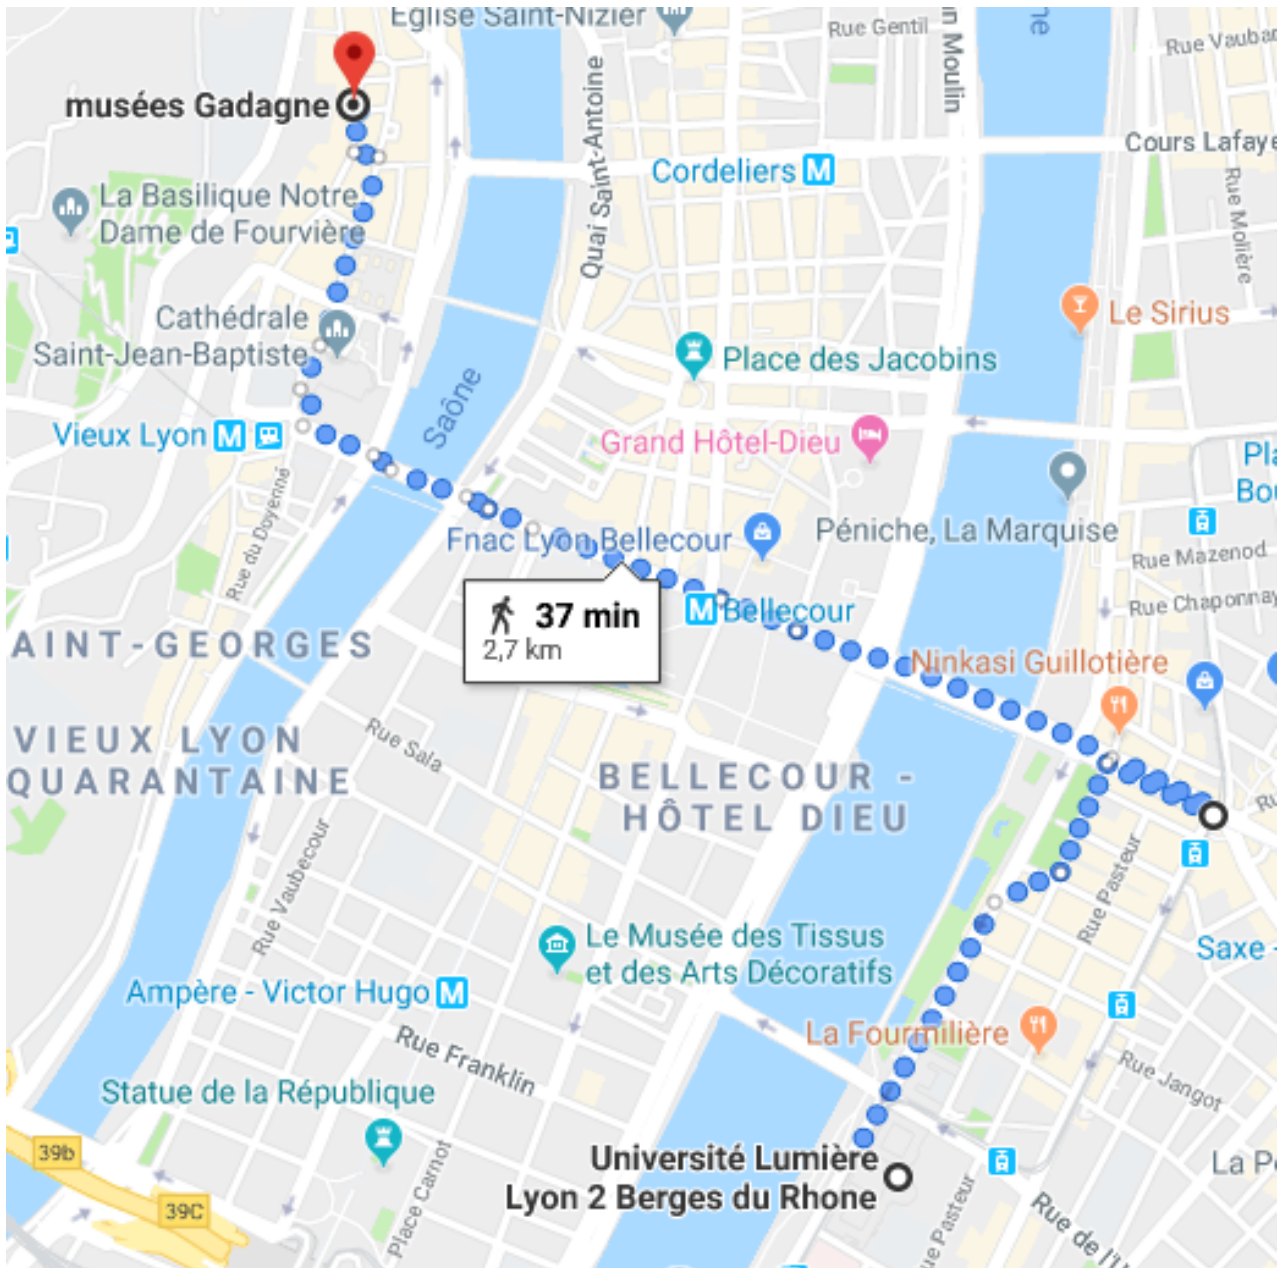 Eglise Saint-Nizier
Rue Gentil
Rue Vauba
musées Gadagne
Quai Saint-Antoine
n Moulin
ne
Cordeliers M
Cours Lafaye
Rue Molière
La Basilique Notre
Dame de Fourvière
Le Sirius
Cathédrale
Saint-Jean-Baptiste
Place des Jacobins
Saône
Vieux Lyon M
Grand Hôtel-Dieu
Pla
Bou
Rue du Doyenné
Fnac Lyon Bellecour
Péniche, La Marquise
Rue Mazenod
Rue Chaponnay
37 min
2,7 km
M Bellecour
AINT-GEORGES
Ninkasi Guillotière
VIEUX LYON
QUARANTAINE
Rue Sala
BELLECOUR -
HÔTEL DIEU
Ru
Rue Vaubecour
Rue Pasteur
Le Musée des Tissus
et des Arts Décoratifs
Saxe -
Ampère - Victor Hugo M
La Fourmilière
Rue Franklin
Rue Jangot
Statue de la République
39b
39C
Place Carnot
Université Lumière
Lyon 2 Berges du Rhone
La Po
Rue Pasteur
Rue de l'U